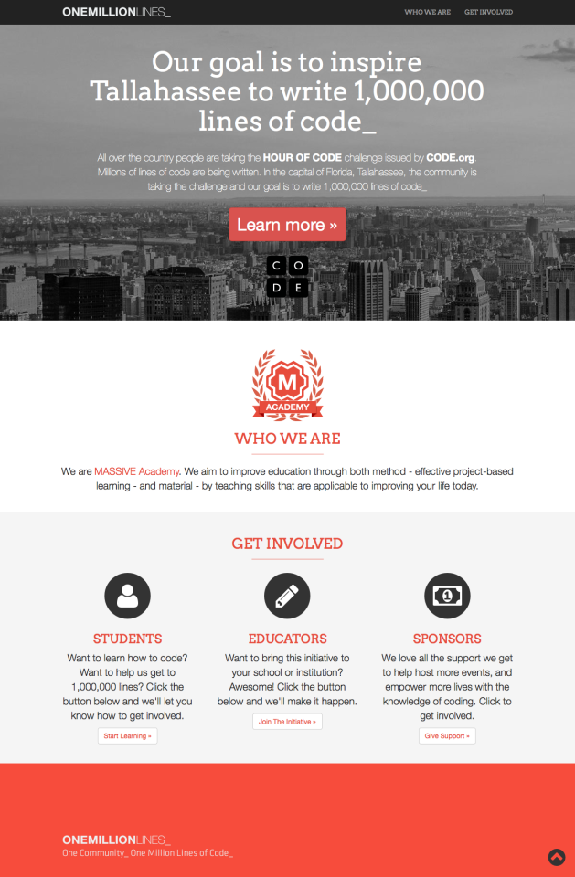 ONEMILLIONLINES_
WHO WE ARE GET INVOLVED
Our goal is to inspire
Tallahassee to write 1,000,000
lines of code_
All over the country people are taking the HOUR OF CODE challenge issued by CODE.org.
Millions of lines of code are being written. In the capital of Florida, Talahassee, the community is
taking the challenge and our goal is to write 1,000,000 lines of code_
Learn more »
C O
D E
M
ACADEMY
WHO WE ARE
We are MASSIVE Academy. We aim to improve education through both method - effective project-based
learning - and material - by teaching skills that are applicable to improving your life today.
GET INVOLVED
1
STUDENTS
Want to learn how to code?
Want to help us get to
1,000,000 lines? Click the
button below and we'll let you
know how to get involved.
Start Learning »
EDUCATORS
Want to bring this initiative to
your school or institution?
Awesome! Click the button
below and we'll make it happen.
Join The Initiative »
SPONSORS
We love all the support we get
to help host more events, and
empower more lives with the
knowledge of coding. Click to
get involved.
Give Support »
ONEMILLIONLINES_
One Community_ One Million Lines of Code_